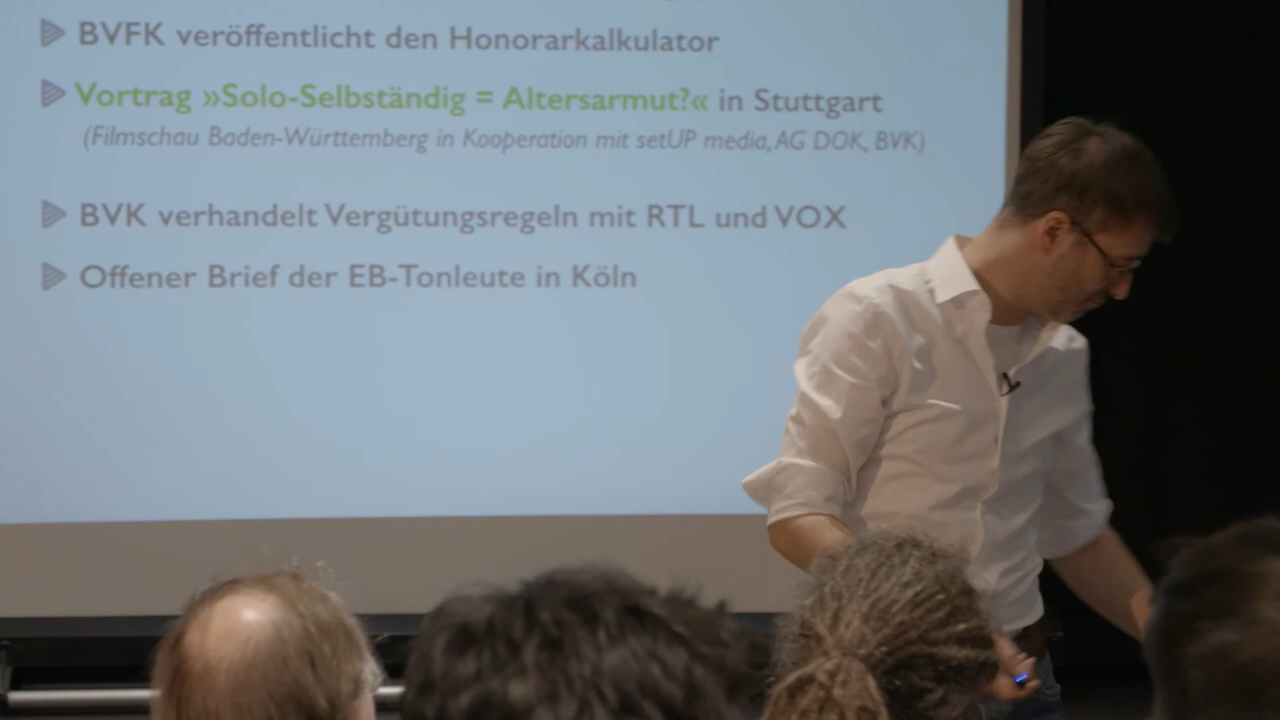 BVFK veröffentlicht den Honorarkalkulator
Vortrag »Solo-Selbständig = Altersarmut?« in Stuttgart
(Filmschau Baden-Württemberg in Kooperation mit setUP media, AG DOK, BVK)
BVK verhandelt Vergütungsregeln mit RTL und VOX
Offener Brief der EB-Tonleute in Köln